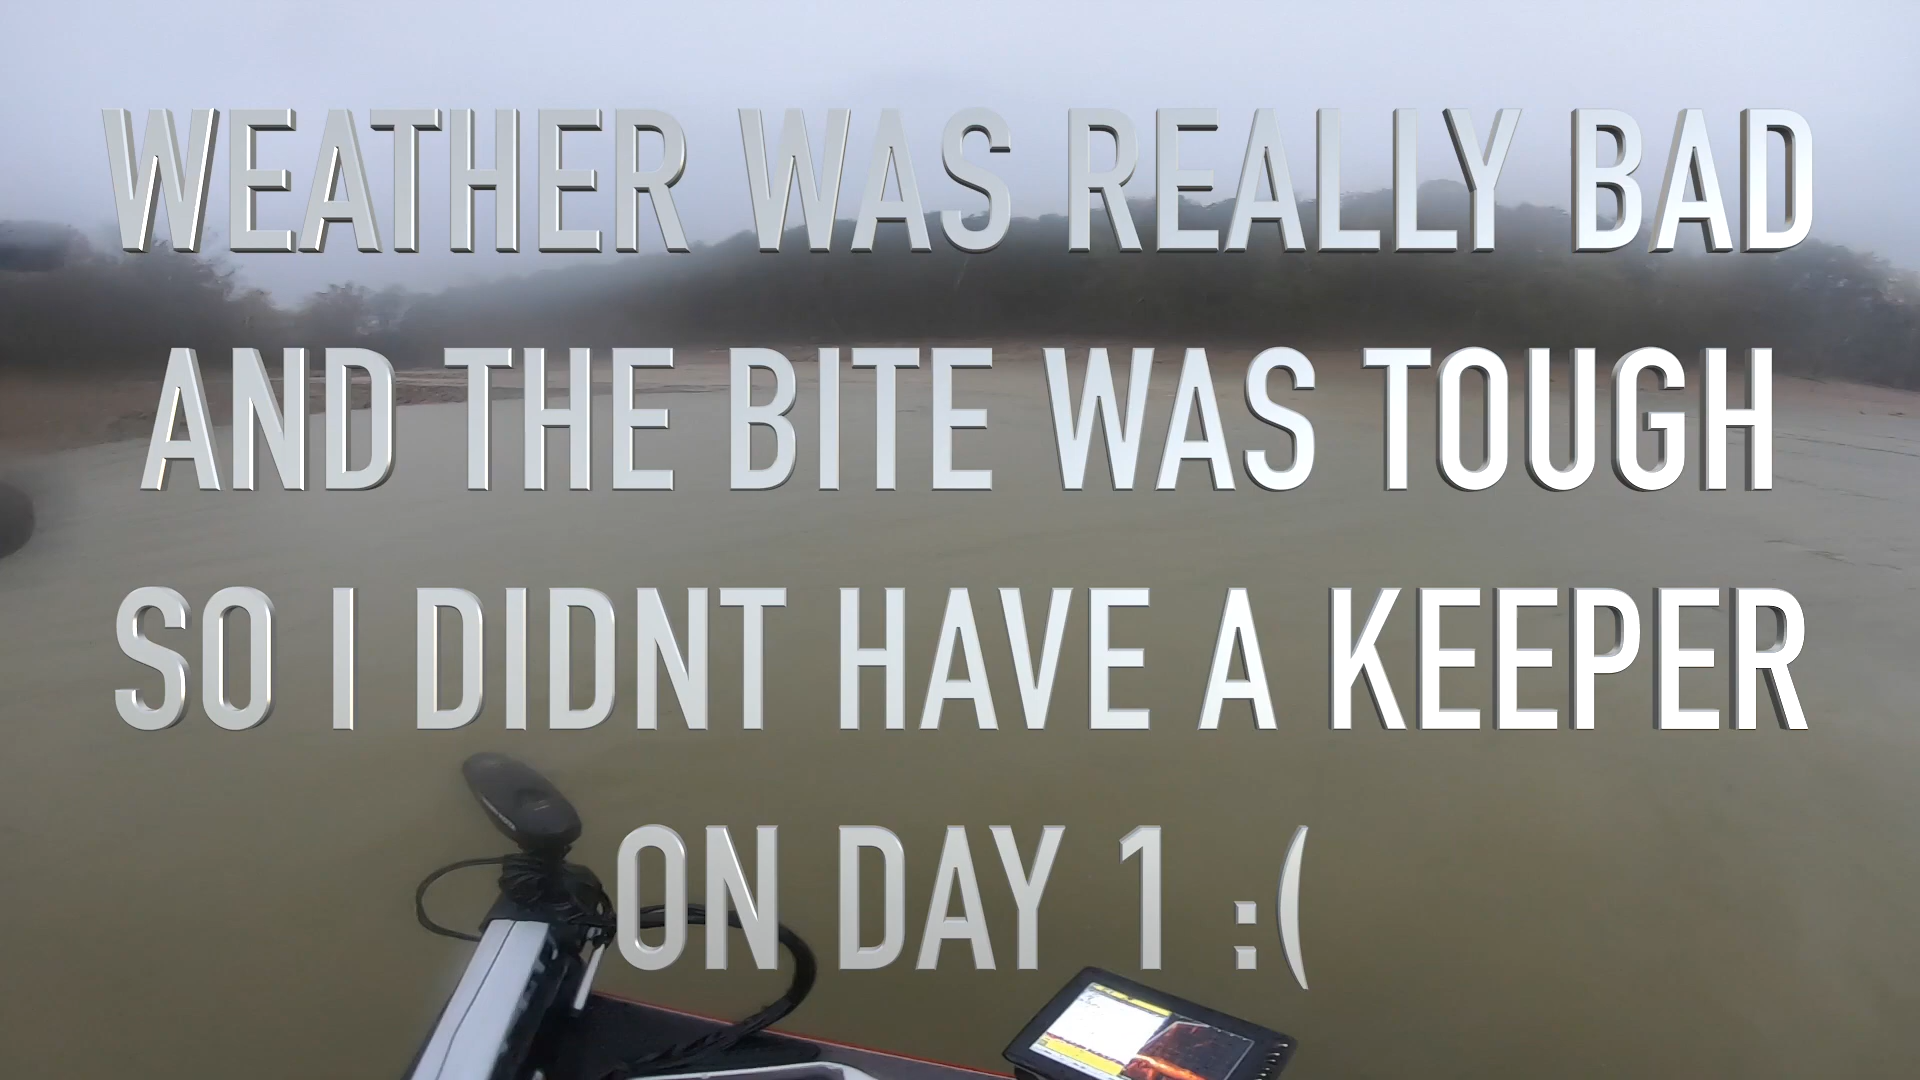 WEATHER WAS REALLY BAD
AND THE BITE WAS TOUGH
SO I DIDNT HAVE A KEEPER
ON DAY 1 :(